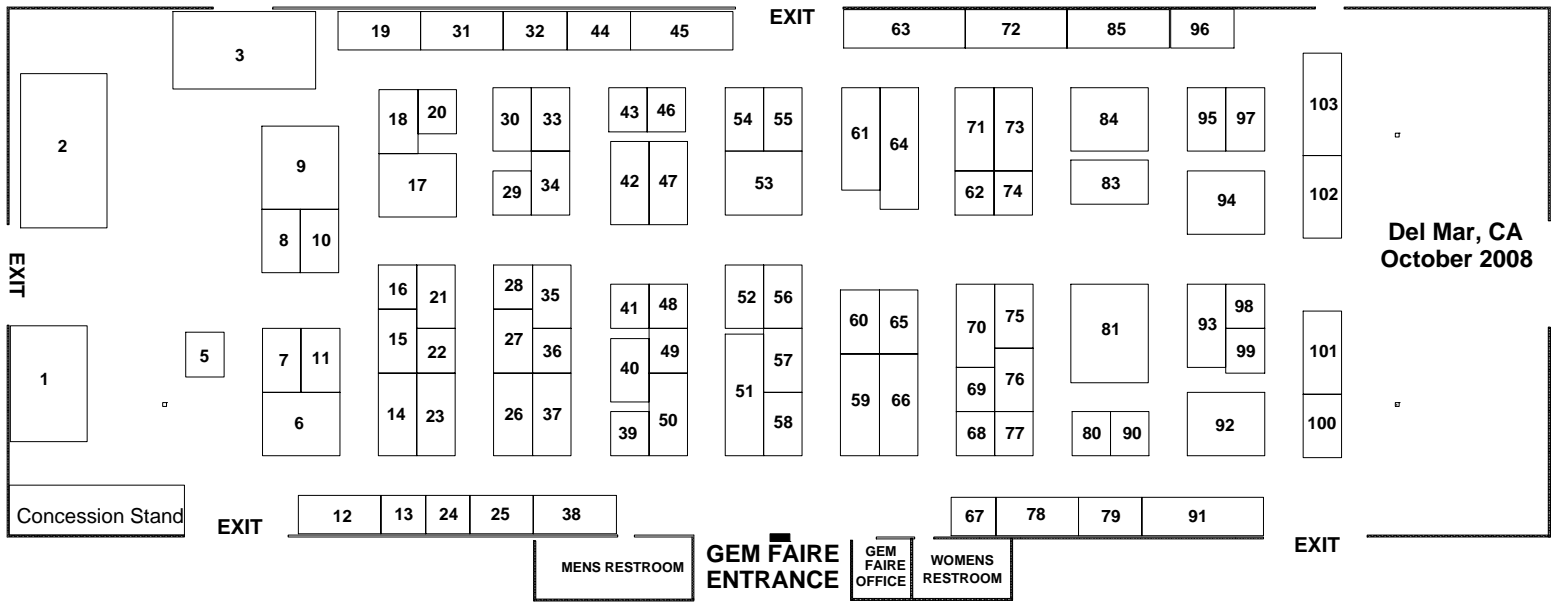 19 31 32 44 45
EXIT
63 72 85 96
3
2
18 20
30 33
43 46
54 55
61 64
71 73
84
95 97
103
9
17
29 34
42 47
53
62 74
83
94
102
8 10
Del Mar, CA
October 2008
EXIT
16 21
28 35
41 48
52 56
60 65
70 75
81
93 98
99
101
1
5
7 11
15 22
27 36
40 49
51 57
69 76
6
14 23
26 37
39 50
58
59 66
68 77
80 90
92
100
Concession Stand
EXIT
12 13 24 25 38
67 78 79 91
EXIT
MENS RESTROOM
GEM FAIRE
ENTRANCE
GEM
FAIRE
OFFICE
WOMENS
RESTROOM